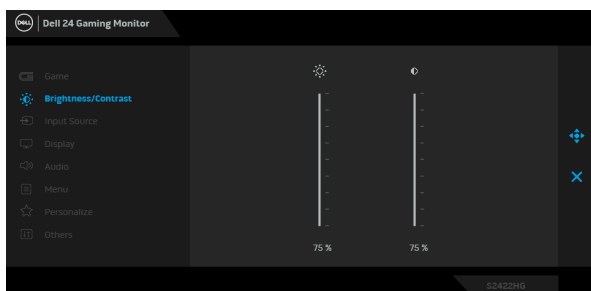 DELL
Dell 24 Gaming Monitor
Game
Brightness/Contrast
Input Source
Display
Audio
Menu
Personalize
Others
75 %
75 %
S2422HG